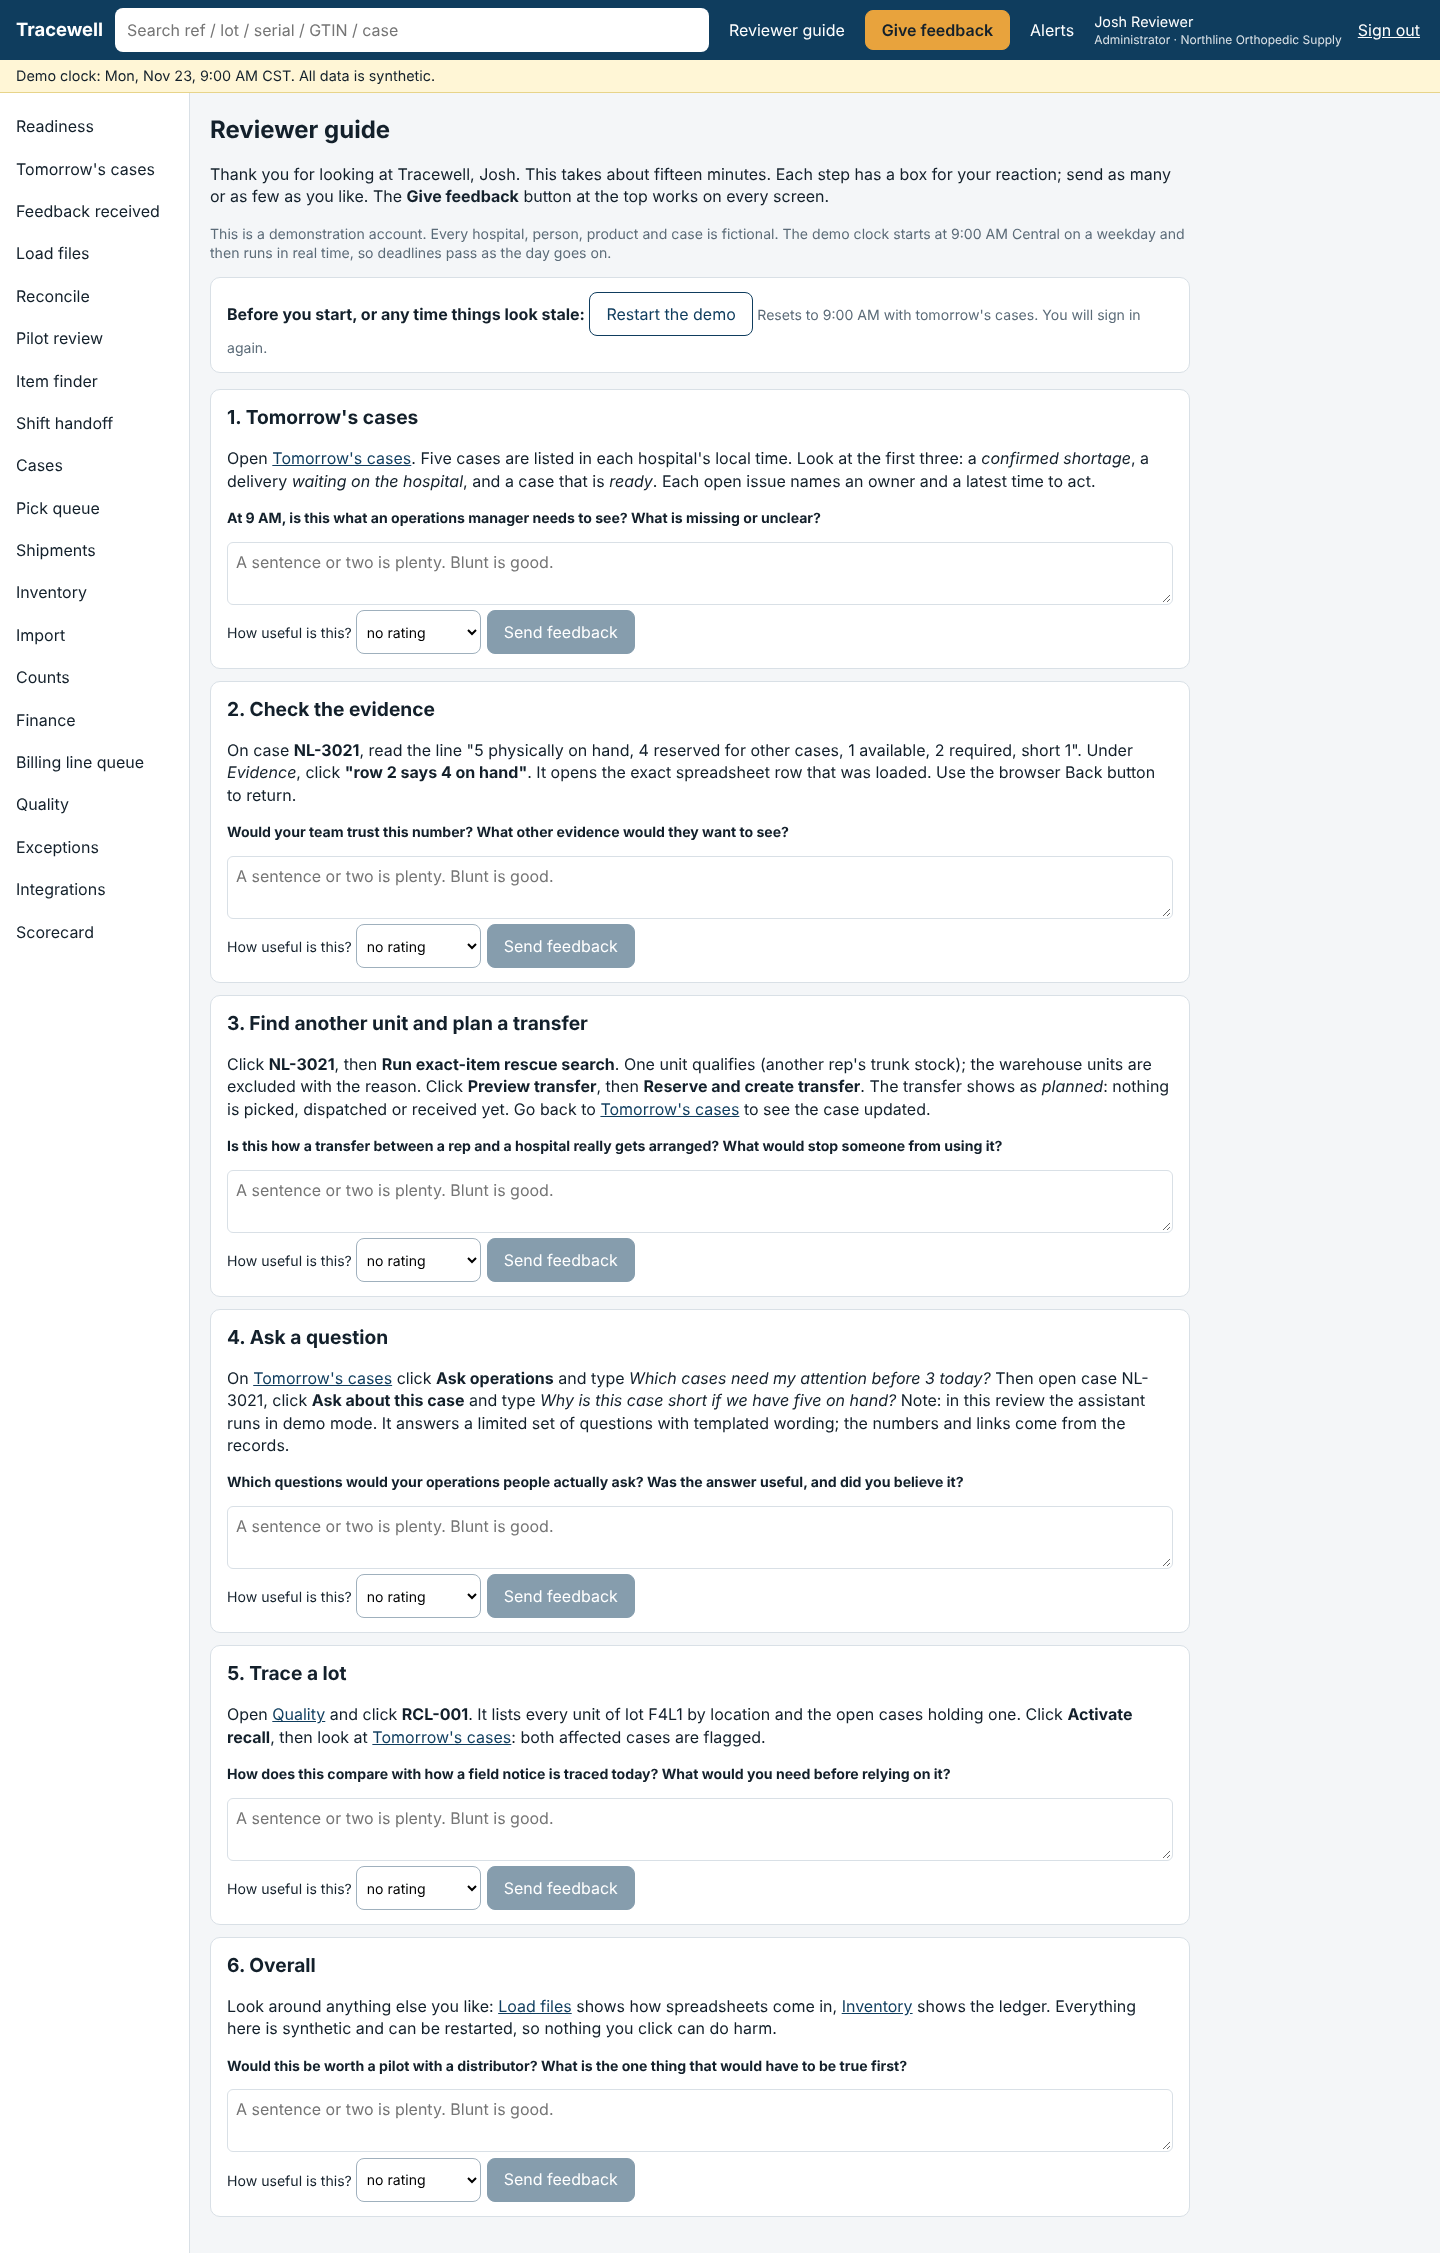 Tracewell
Search ref / lot / serial / GTIN / case
Reviewer guide
Give feedback
Alerts
Josh Reviewer
Administrator · Northline Orthopedic Supply
Sign out
Demo clock: Mon, Nov 23, 9:00 AM CST. All data is synthetic.
Readiness
Tomorrow's cases
Feedback received
Load files
Reconcile
Pilot review
Item finder
Shift handoff
Cases
Pick queue
Shipments
Inventory
Import
Counts
Finance
Billing line queue
Quality
Exceptions
Integrations
Scorecard
Reviewer guide
Thank you for looking at Tracewell, Josh. This takes about fifteen minutes. Each step has a box for your reaction; send as many
or as few as you like. The Give feedback button at the top works on every screen.
This is a demonstration account. Every hospital, person, product and case is fictional. The demo clock starts at 9:00 AM Central on a weekday and
then runs in real time, so deadlines pass as the day goes on.
Before you start, or any time things look stale: Restart the demo Resets to 9:00 AM with tomorrow's cases. You will sign in
again.
1. Tomorrow's cases
Open Tomorrow's cases. Five cases are listed in each hospital's local time. Look at the first three: a confirmed shortage, a
delivery waiting on the hospital, and a case that is ready. Each open issue names an owner and a latest time to act.
At 9 AM, is this what an operations manager needs to see? What is missing or unclear?
A sentence or two is plenty. Blunt is good.
How useful is this? no rating Send feedback
2. Check the evidence
On case NL-3021, read the line "5 physically on hand, 4 reserved for other cases, 1 available, 2 required, short 1". Under
Evidence, click "row 2 says 4 on hand". It opens the exact spreadsheet row that was loaded. Use the browser Back button
to return.
Would your team trust this number? What other evidence would they want to see?
A sentence or two is plenty. Blunt is good.
How useful is this? no rating Send feedback
3. Find another unit and plan a transfer
Click NL-3021, then Run exact-item rescue search. One unit qualifies (another rep's trunk stock); the warehouse units are
excluded with the reason. Click Preview transfer, then Reserve and create transfer. The transfer shows as planned: nothing
is picked, dispatched or received yet. Go back to Tomorrow's cases to see the case updated.
Is this how a transfer between a rep and a hospital really gets arranged? What would stop someone from using it?
A sentence or two is plenty. Blunt is good.
How useful is this? no rating Send feedback
4. Ask a question
On Tomorrow's cases click Ask operations and type Which cases need my attention before 3 today? Then open case NL-
3021, click Ask about this case and type Why is this case short if we have five on hand? Note: in this review the assistant
runs in demo mode. It answers a limited set of questions with templated wording; the numbers and links come from the
records.
Which questions would your operations people actually ask? Was the answer useful, and did you believe it?
A sentence or two is plenty. Blunt is good.
How useful is this? no rating Send feedback
5. Trace a lot
Open Quality and click RCL-001. It lists every unit of lot F4L1 by location and the open cases holding one. Click Activate
recall, then look at Tomorrow's cases: both affected cases are flagged.
How does this compare with how a field notice is traced today? What would you need before relying on it?
A sentence or two is plenty. Blunt is good.
How useful is this? no rating Send feedback
6. Overall
Look around anything else you like: Load files shows how spreadsheets come in, Inventory shows the ledger. Everything
here is synthetic and can be restarted, so nothing you click can do harm.
Would this be worth a pilot with a distributor? What is the one thing that would have to be true first?
A sentence or two is plenty. Blunt is good.
How useful is this? no rating Send feedback